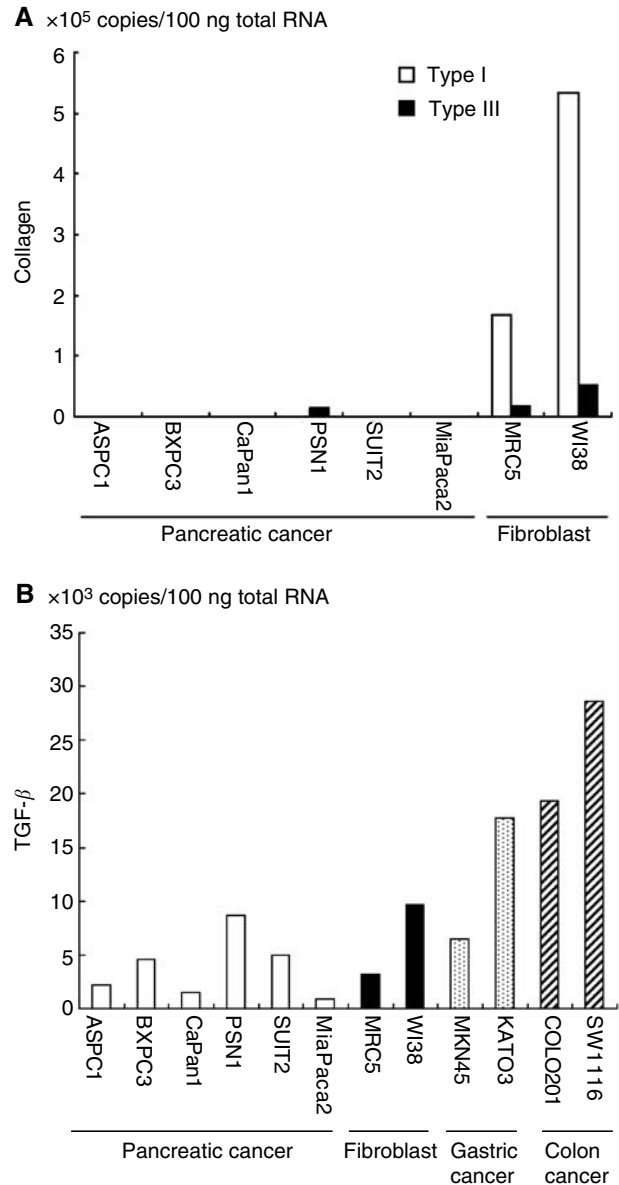 A ×10⁵ copies/100 ng total RNA
6
5
4
3
2
1
0
Collagen
Type I
Type III
ASPC1
BXPC3
CaPan1
PSN1
SUIT2
MiaPaca2
MRC5
WI38
Pancreatic cancer
Fibroblast
B ×10³ copies/100 ng total RNA
35
30
25
20
15
10
5
0
TGF-β
ASPC1
BXPC3
CaPan1
PSN1
SUIT2
MiaPaca2
MRC5
WI38
MKN45
KATO3
COLO201
SW1116
Pancreatic cancer
Fibroblast
Gastric
cancer
Colon
cancer